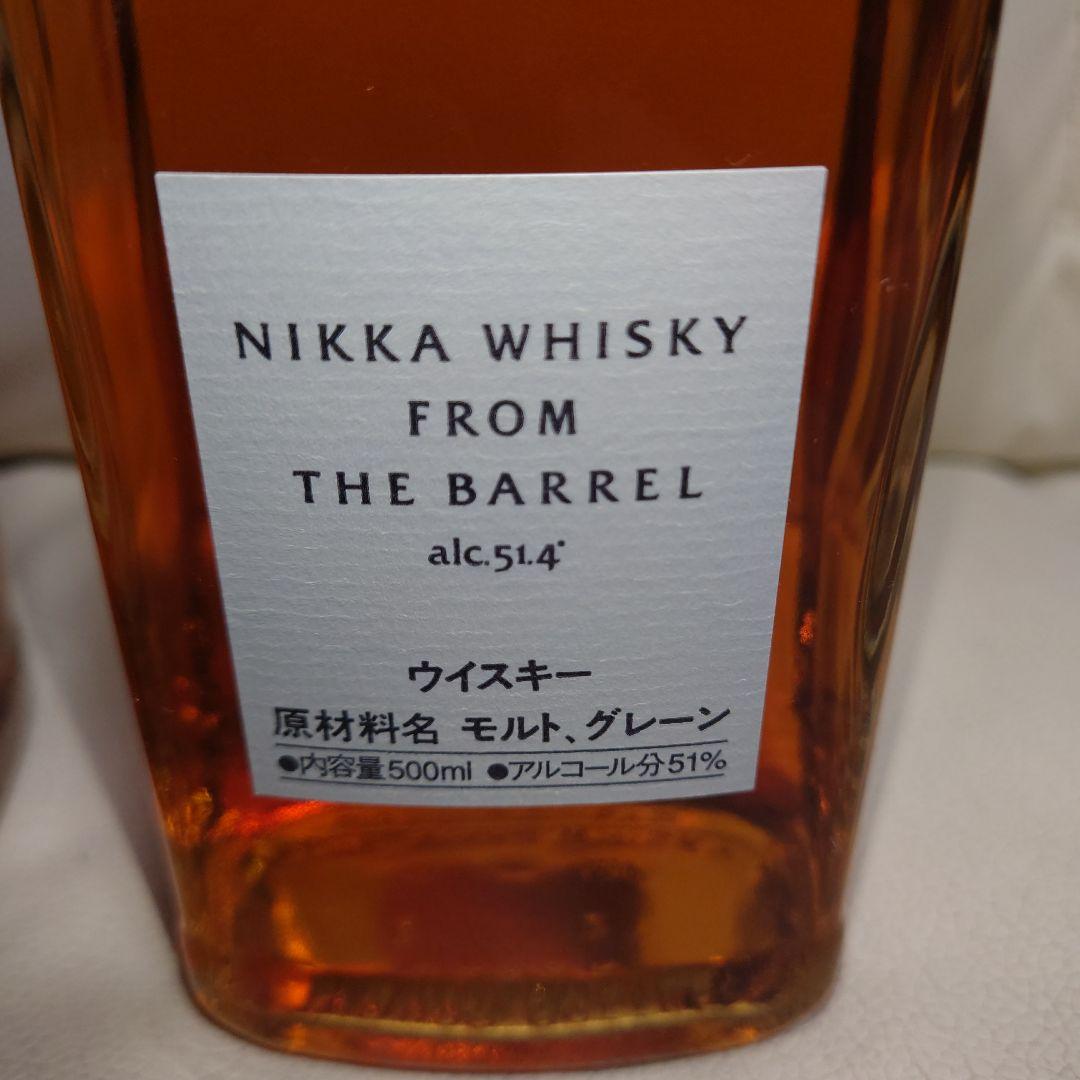 NIKKA WHISKY
FROM
THE BARREL
alc.51.4°
ウイスキー
原材料名 モルト、グレーン
●内容量500ml ●アルコール分51%